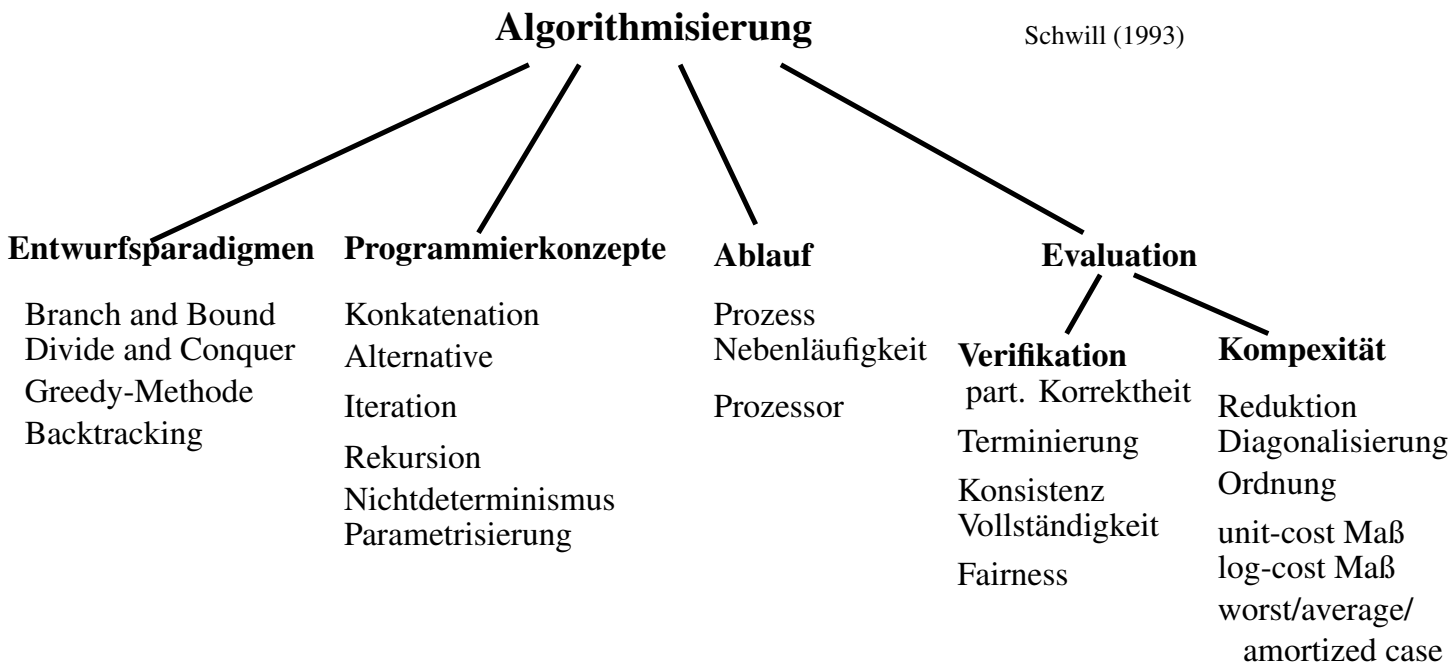 Algorithmisierung
Schwill (1993)
Entwurfsparadigmen
Branch and Bound
Divide and Conquer
Greedy-Methode
Backtracking
Programmierkonzepte
Konkatenation
Alternative
Iteration
Rekursion
Nichtdeterminismus
Parametrisierung
Ablauf
Prozess
Nebenläufigkeit
Prozessor
Evaluation
Verifikation
part. Korrektheit
Terminierung
Konsistenz
Vollständigkeit
Fairness
Kompexität
Reduktion
Diagonalisierung
Ordnung
unit-cost Maß
log-cost Maß
worst/average/
amortized case